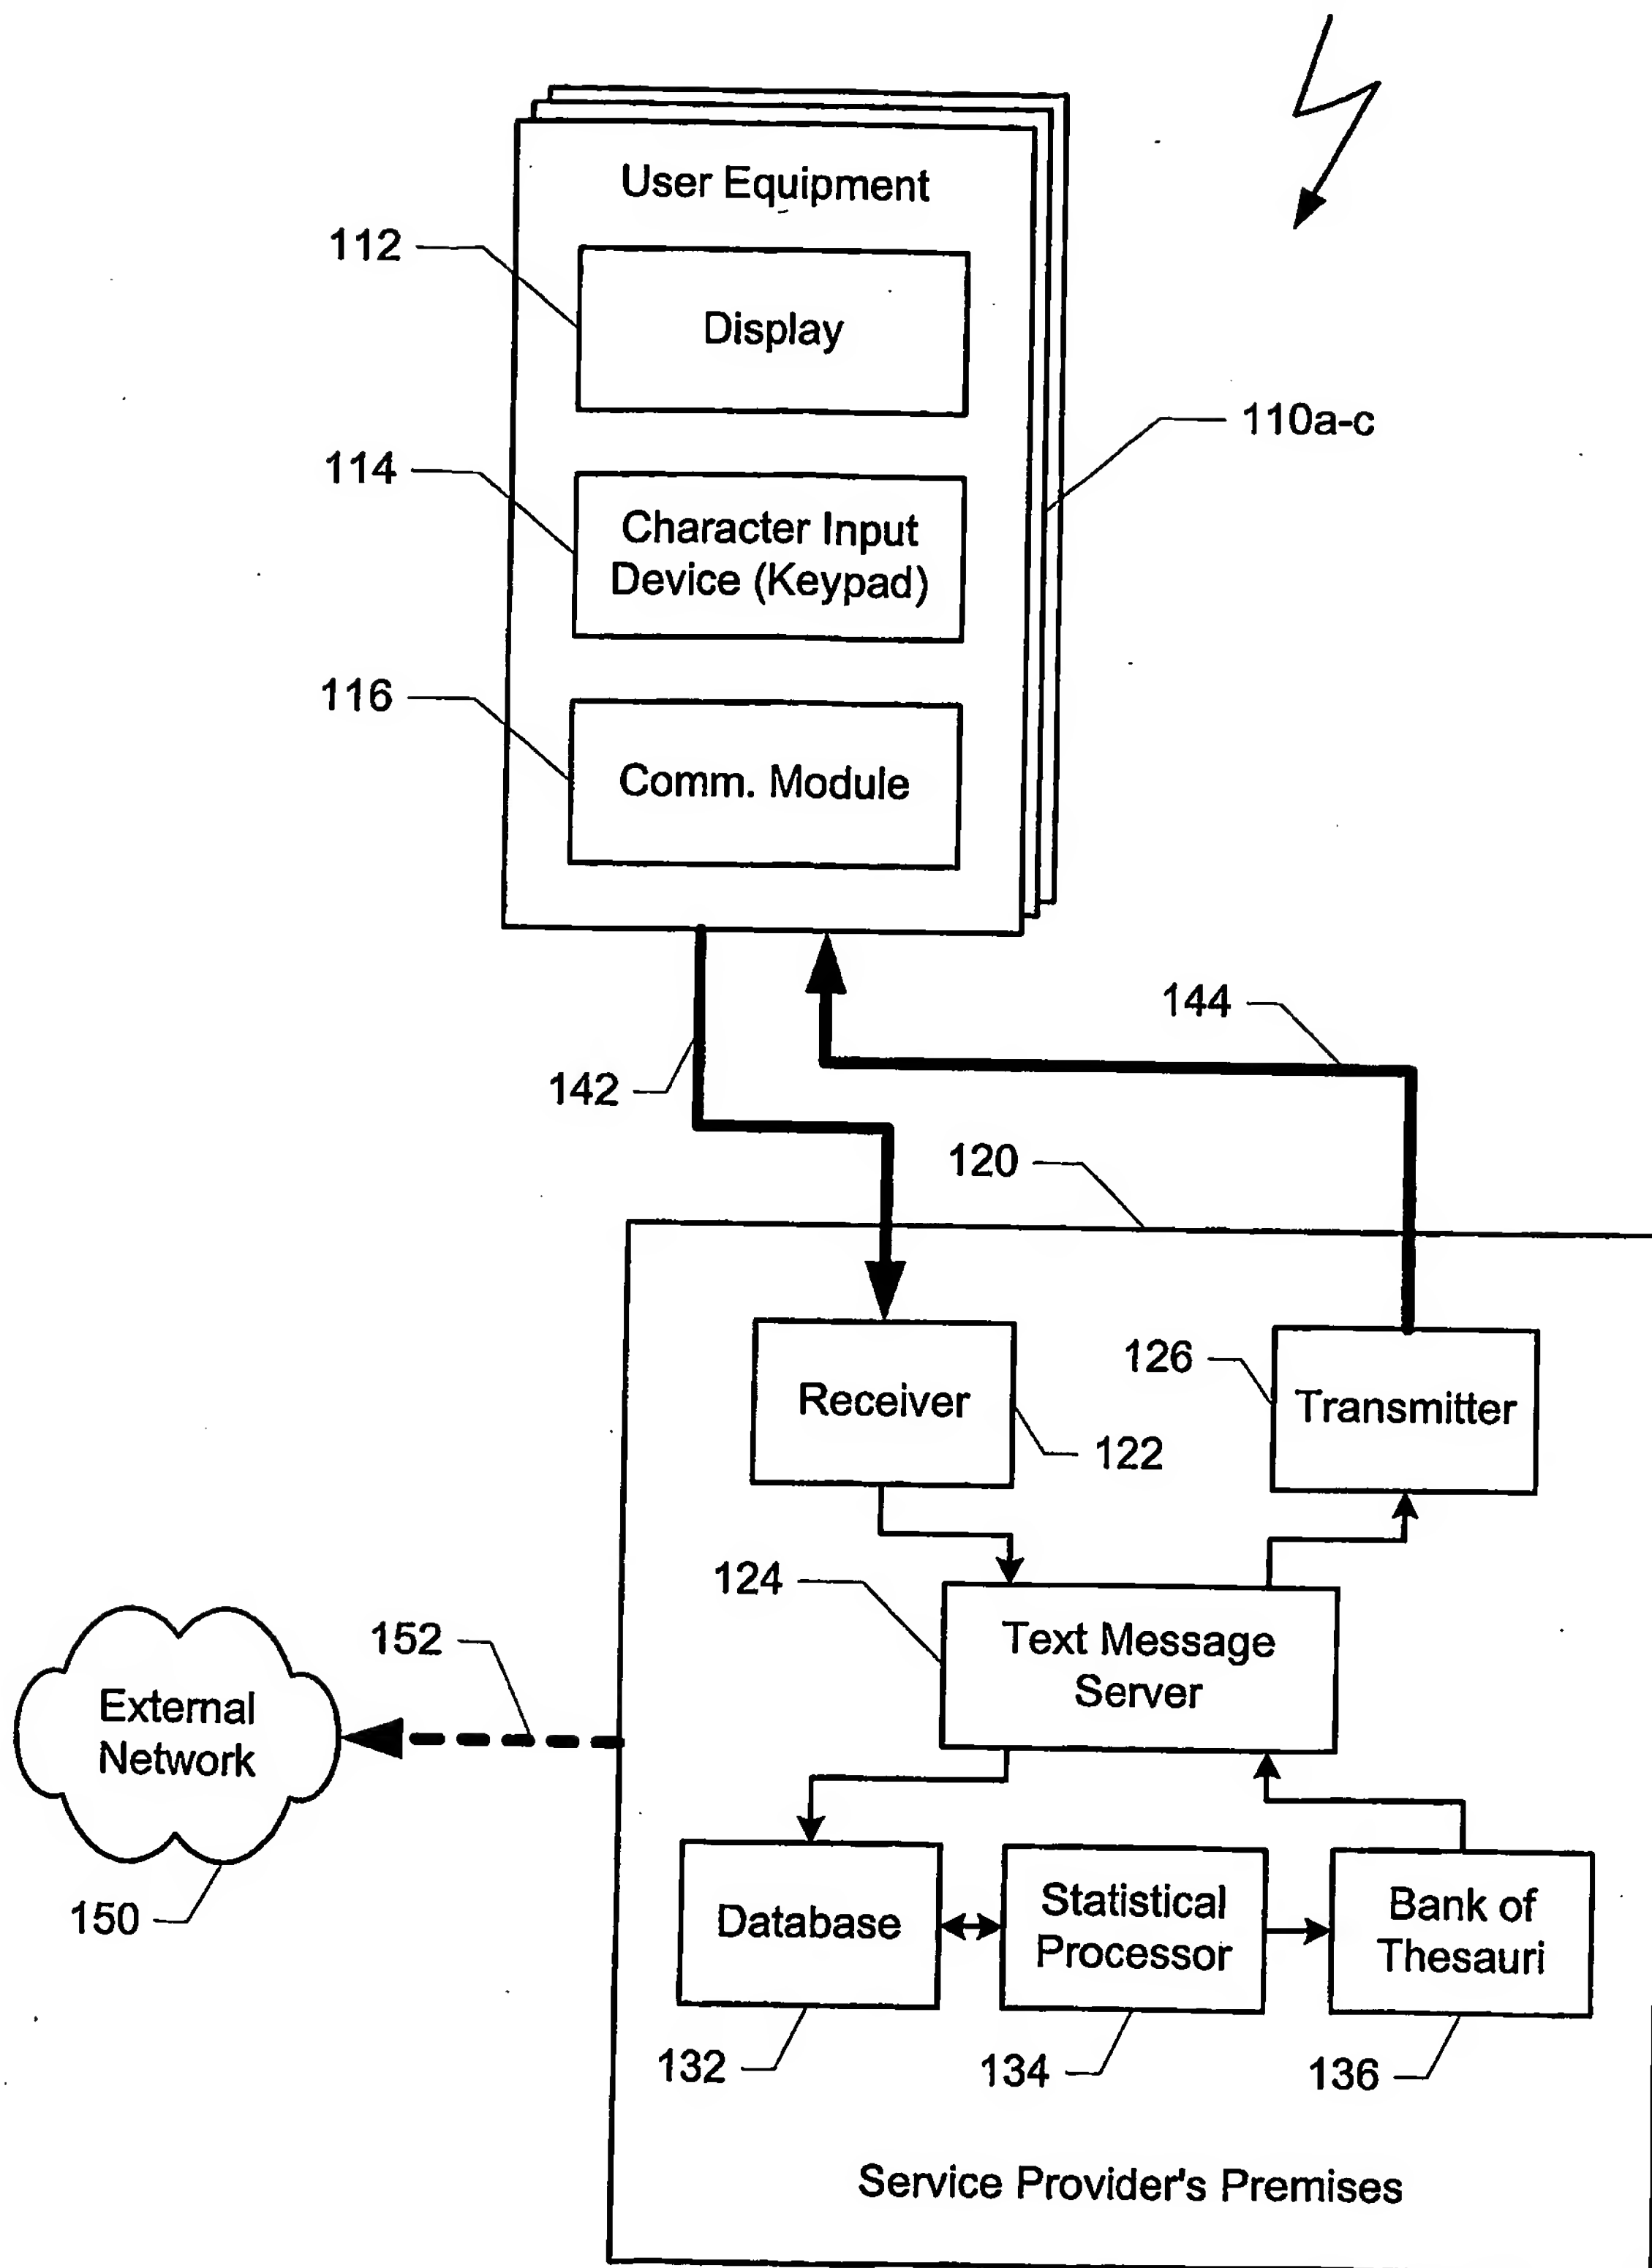 User Equipment
112
Display
110a-c
114
Character Input
Device (Keypad)
116
Comm. Module
144
142
120
126
Receiver
Transmitter
122
124
Text Message
Server
152
External
Network
150
Database
Statistical
Processor
Bank of
Thesauri
132
134
136
Service Provider's Premises